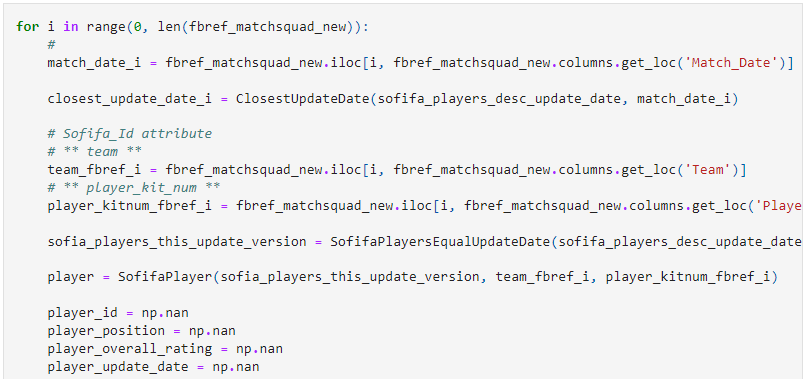 for i in range(0, len(fbref_matchsquad_new)):
#
match_date_i = fbref_matchsquad_new.iloc[i, fbref_matchsquad_new.columns.get_loc('Match_Date')]
closest_update_date_i = ClosestUpdateDate(sofifa_players_desc_update_date, match_date_i)
# Sofifa_Id attribute
# ** team **
team_fbref_i = fbref_matchsquad_new.iloc[i, fbref_matchsquad_new.columns.get_loc('Team')]
# ** player_kit_num **
player_kitnum_fbref_i = fbref_matchsquad_new.iloc[i, fbref_matchsquad_new.columns.get_loc('Playe
sofia_players_this_update_version = SofifaPlayersEqualUpdateDate(sofifa_players_desc_update_date
player = SofifaPlayer(sofia_players_this_update_version, team_fbref_i, player_kitnum_fbref_i)
player_id = np.nan
player_position = np.nan
player_overall_rating = np.nan
player_update_date = np.nan